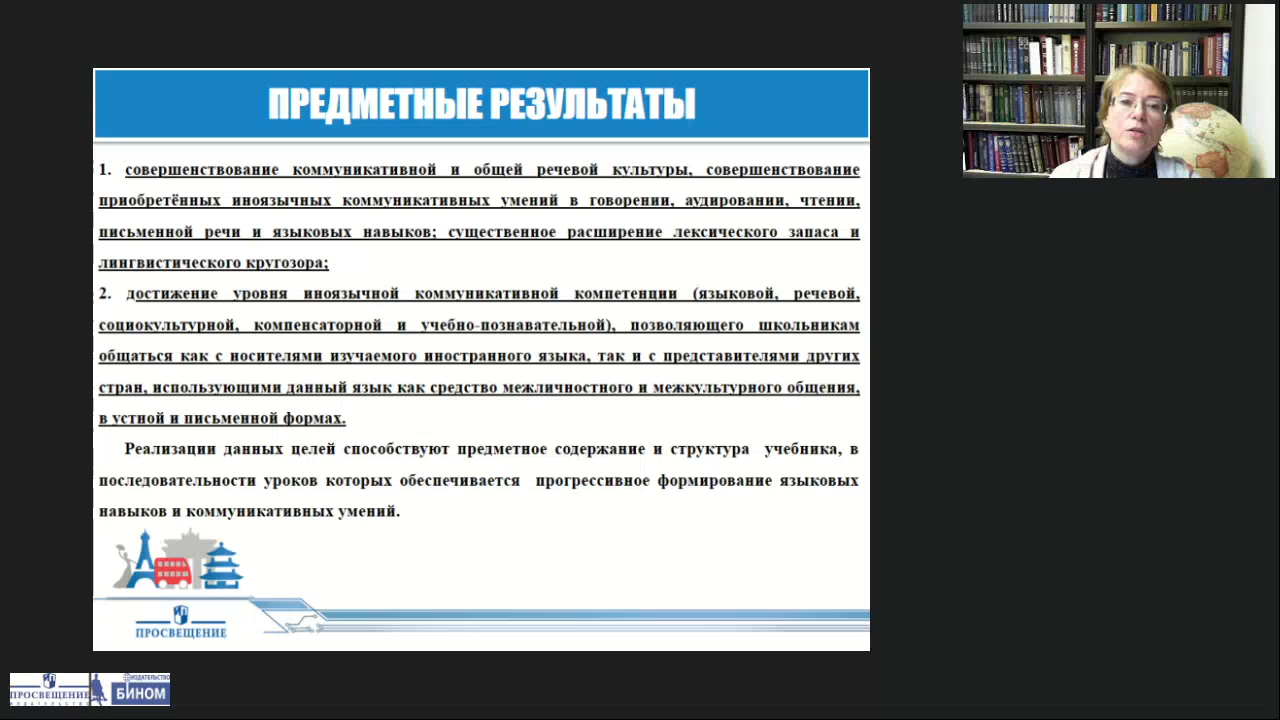 ПРЕДМЕТНЫЕ РЕЗУЛЬТАТЫ
1. совершенствование коммуникативной и общей речевой культуры, совершенствование
приобретённых иноязычных коммуникативных умений в говорении, аудировании, чтении,
письменной речи и языковых навыков; существенное расширение лексического запаса и
лингвистического кругозора;
2. достижение уровня иноязычной коммуникативной компетенции (языковой, речевой,
социокультурной, компенсаторной и учебно-познавательной), позволяющего школьникам
общаться как с носителями изучаемого иностранного языка, так и с представителями других
стран, использующими данный язык как средство межличностного и межкультурного общения,
в устной и письменной формах.
Реализации данных целей способствуют предметное содержание и структура учебника, в
последовательности уроков которых обеспечивается прогрессивное формирование языковых
навыков и коммуникативных умений.
ПРОСВЕЩЕНИЕ
ПРОСВЕЩЕНИЕ
ИЗДАТЕЛЬСТВО
ИЗДАТЕЛЬСТВО
БИНОМ